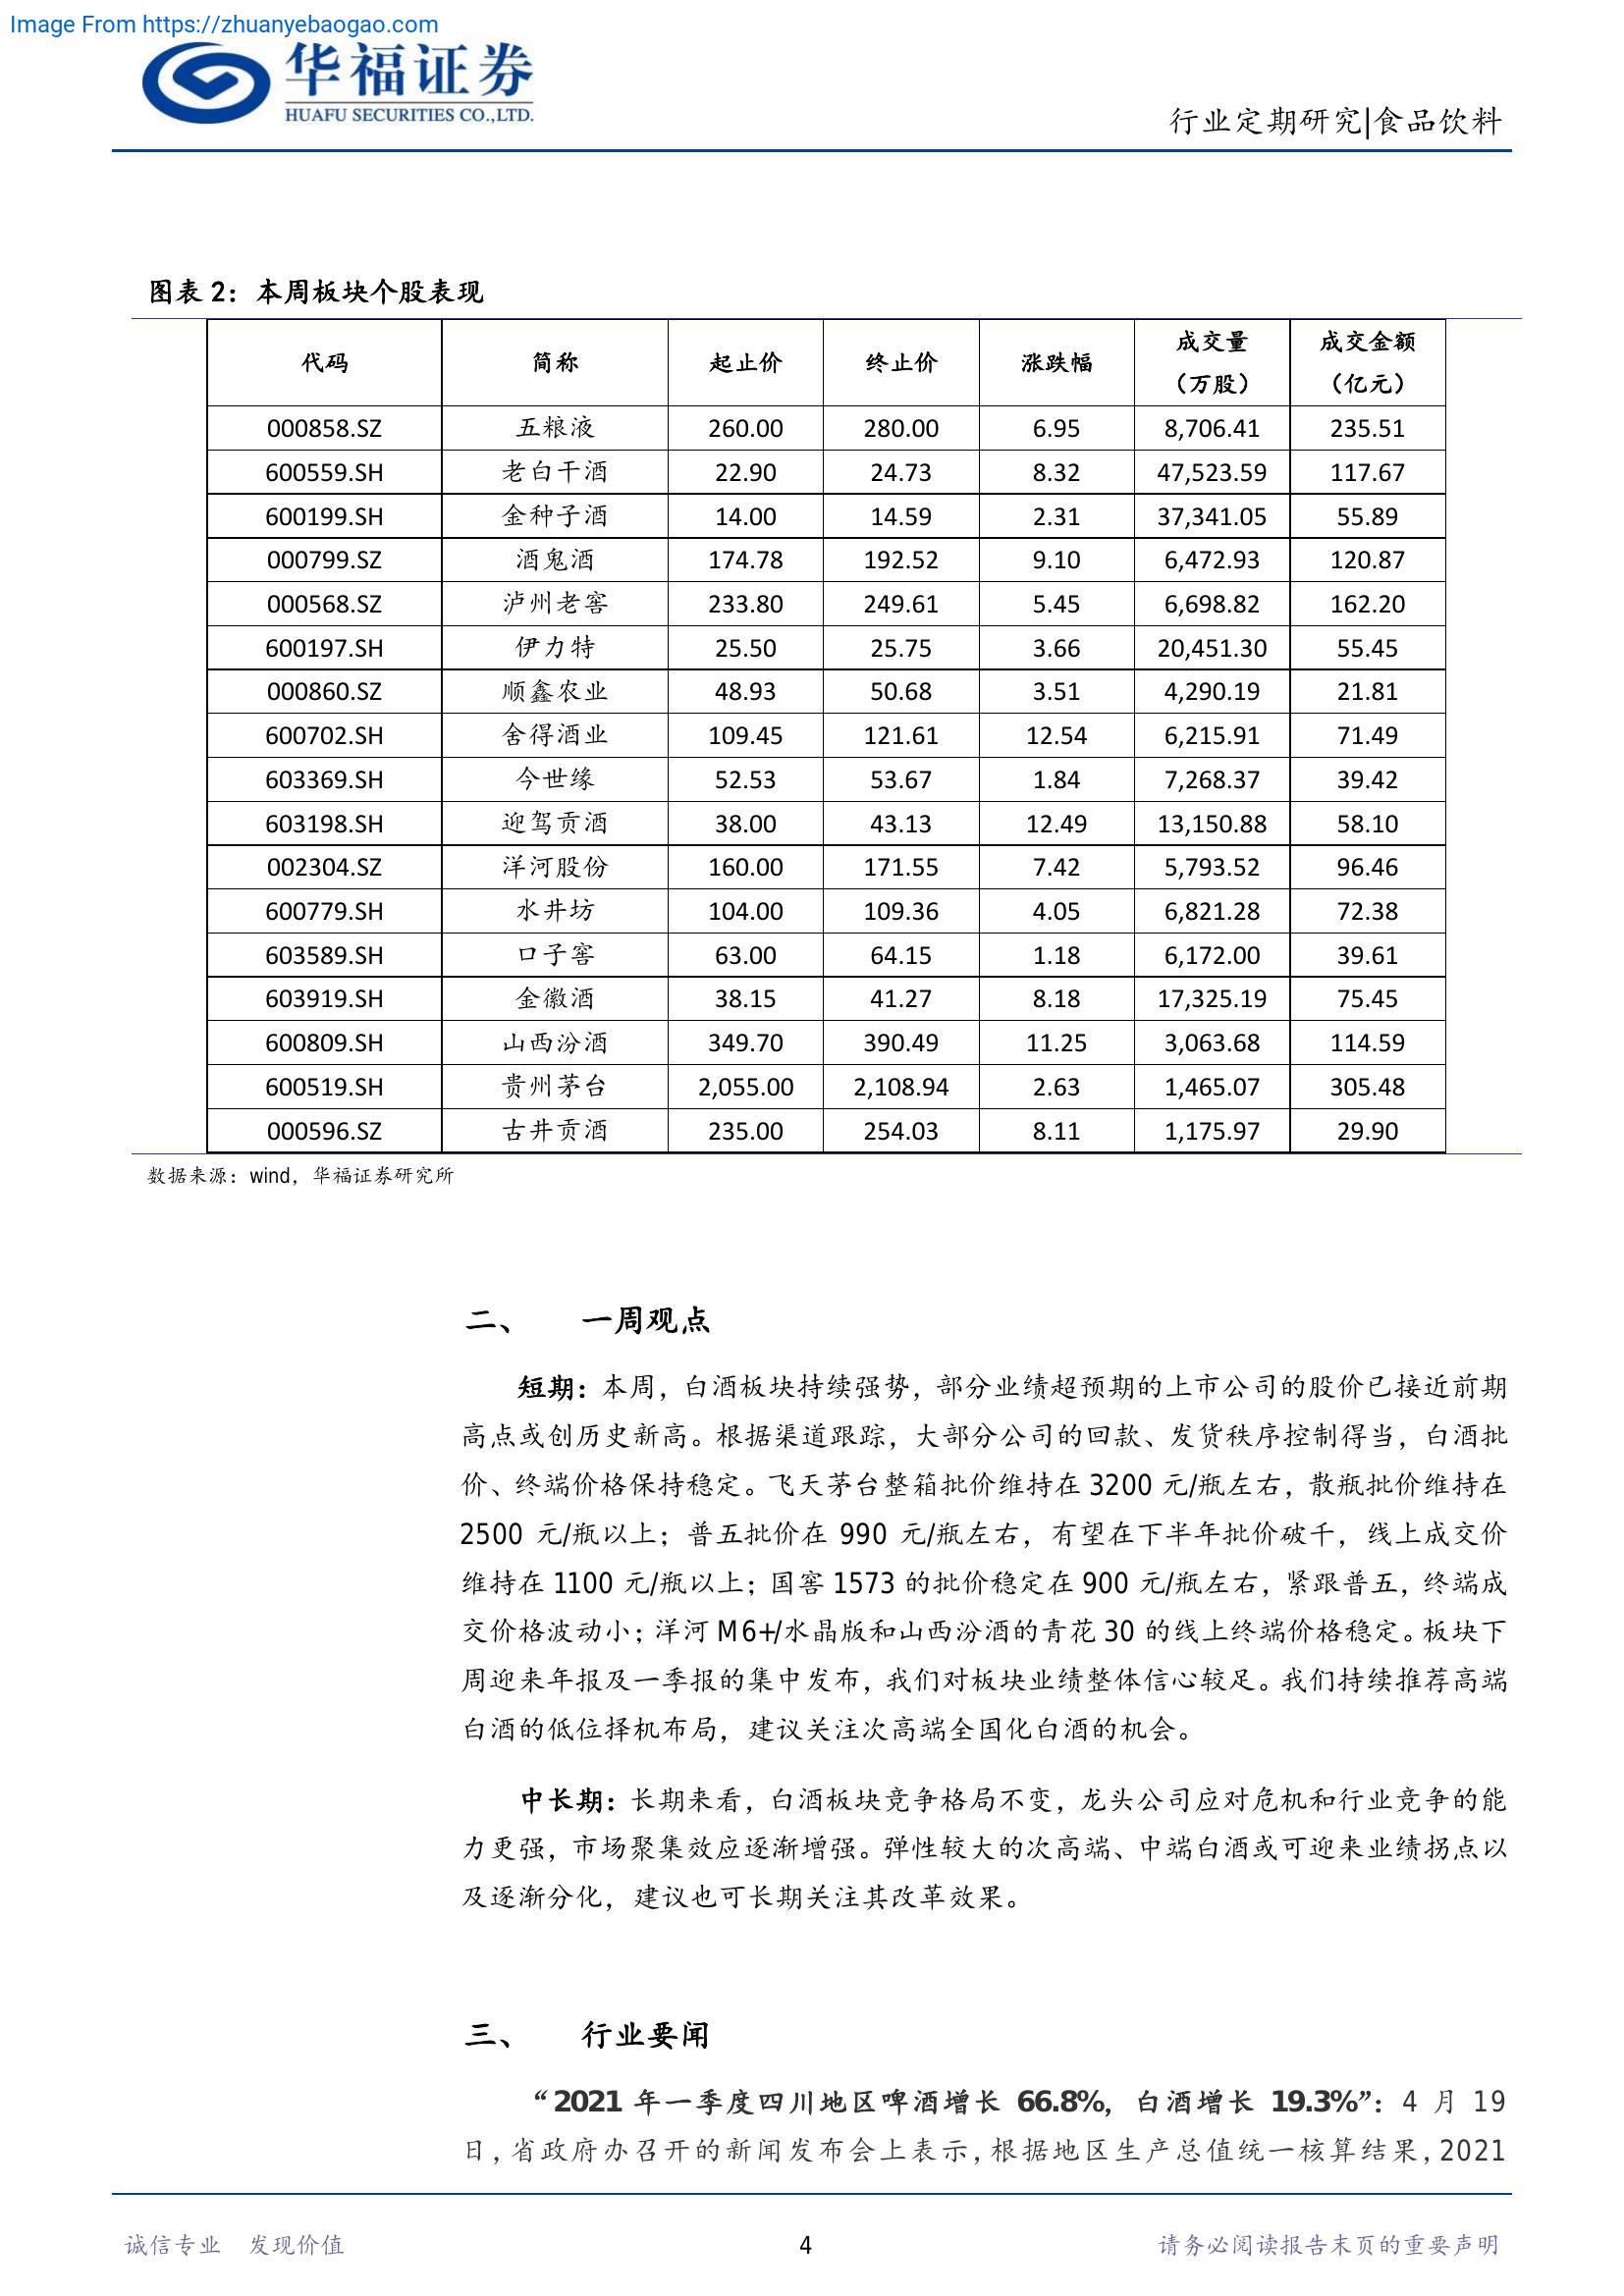 Image From https://zhuanyebaogao.com
华福证券
HUAFU SECURITIES CO.,LTD.
行业定期研究|食品饮料
图表 2：本周板块个股表现
代码 简称 起止价 终止价 涨跌幅 成交量（万股） 成交金额（亿元）
000858.SZ 五粮液 260.00 280.00 6.95 8,706.41 235.51
600559.SH 老白干酒 22.90 24.73 8.32 47,523.59 117.67
600199.SH 金种子酒 14.00 14.59 2.31 37,341.05 55.89
000799.SZ 酒鬼酒 174.78 192.52 9.10 6,472.93 120.87
000568.SZ 泸州老窖 233.80 249.61 5.45 6,698.82 162.20
600197.SH 伊力特 25.50 25.75 3.66 20,451.30 55.45
000860.SZ 顺鑫农业 48.93 50.68 3.51 4,290.19 21.81
600702.SH 舍得酒业 109.45 121.61 12.54 6,215.91 71.49
603369.SH 今世缘 52.53 53.67 1.84 7,268.37 39.42
603198.SH 迎驾贡酒 38.00 43.13 12.49 13,150.88 58.10
002304.SZ 洋河股份 160.00 171.55 7.42 5,793.52 96.46
600779.SH 水井坊 104.00 109.36 4.05 6,821.28 72.38
603589.SH 口子窖 63.00 64.15 1.18 6,172.00 39.61
603919.SH 金徽酒 38.15 41.27 8.18 17,325.19 75.45
600809.SH 山西汾酒 349.70 390.49 11.25 3,063.68 114.59
600519.SH 贵州茅台 2,055.00 2,108.94 2.63 1,465.07 305.48
000596.SZ 古井贡酒 235.00 254.03 8.11 1,175.97 29.90
数据来源：wind，华福证券研究所
二、 一周观点
短期：本周，白酒板块持续强势，部分业绩超预期的上市公司的股价已接近前期
高点或创历史新高。根据渠道跟踪，大部分公司的回款、发货秩序控制得当，白酒批
价、终端价格保持稳定。飞天茅台整箱批价维持在 3200 元/瓶左右，散瓶批价维持在
2500 元/瓶以上；普五批价在 990 元/瓶左右，有望在下半年批价破千，线上成交价
维持在 1100 元/瓶以上；国窖 1573 的批价稳定在 900 元/瓶左右，紧跟普五，终端成
交价格波动小；洋河 M6+/水晶版和山西汾酒的青花 30 的线上终端价格稳定。板块下
周迎来年报及一季报的集中发布，我们对板块业绩整体信心较足。我们持续推荐高端
白酒的低位择机布局，建议关注次高端全国化白酒的机会。
中长期：长期来看，白酒板块竞争格局不变，龙头公司应对危机和行业竞争的能
力更强，市场聚集效应逐渐增强。弹性较大的次高端、中端白酒或可迎来业绩拐点以
及逐渐分化，建议也可长期关注其改革效果。
三、 行业要闻
“2021 年一季度四川地区啤酒增长 66.8%，白酒增长 19.3%”：4 月 19
日，省政府办召开的新闻发布会上表示，根据地区生产总值统一核算结果，2021
诚信专业 发现价值 4 请务必阅读报告末页的重要声明